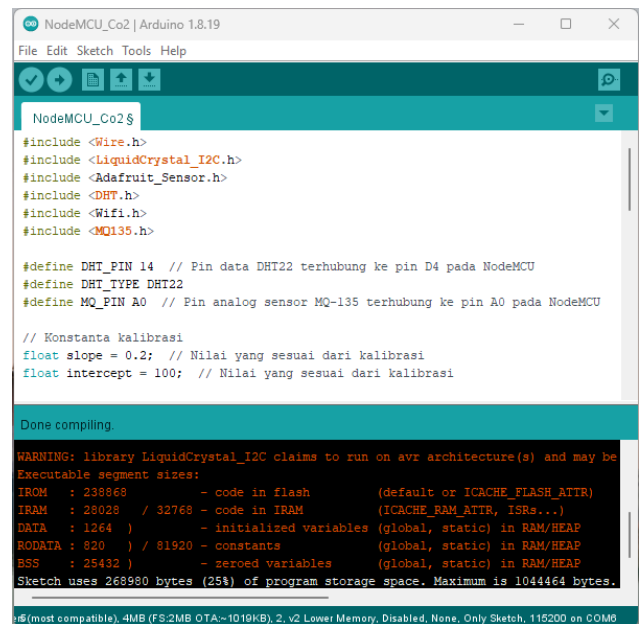 NodeMCU_Co2 | Arduino 1.8.19
File Edit Sketch Tools Help
NodeMCU_Co2 §
#include <Wire.h>
#include <LiquidCrystal_I2C.h>
#include <Adafruit_Sensor.h>
#include <DHT.h>
#include <Wifi.h>
#include <MQ135.h>
#define DHT_PIN 14  // Pin data DHT22 terhubung ke pin D4 pada NodeMCU
#define DHT_TYPE DHT22
#define MQ_PIN A0  // Pin analog sensor MQ-135 terhubung ke pin A0 pada NodeMCU
// Konstanta kalibrasi
float slope = 0.2;  // Nilai yang sesuai dari kalibrasi
float intercept = 100;  // Nilai yang sesuai dari kalibrasi
Done compiling.
WARNING: library LiquidCrystal_I2C claims to run on avr architecture(s) and may be
Executable segment sizes:
IROM   : 238868          - code in flash         (default or ICACHE_FLASH_ATTR)
IRAM   : 28028   / 32768 - code in IRAM          (ICACHE_RAM_ATTR, ISRs...)
DATA   : 1264  )         - initialized variables (global, static) in RAM/HEAP
RODATA : 820   ) / 81920 - constants             (global, static) in RAM/HEAP
BSS    : 25432 )         - zeroed variables      (global, static) in RAM/HEAP
Sketch uses 268980 bytes (25%) of program storage space. Maximum is 1044464 bytes.
(most compatible), 4MB (FS:2MB OTA:~1019KB), 2, v2 Lower Memory, Disabled, None, Only Sketch, 115200 on COM6